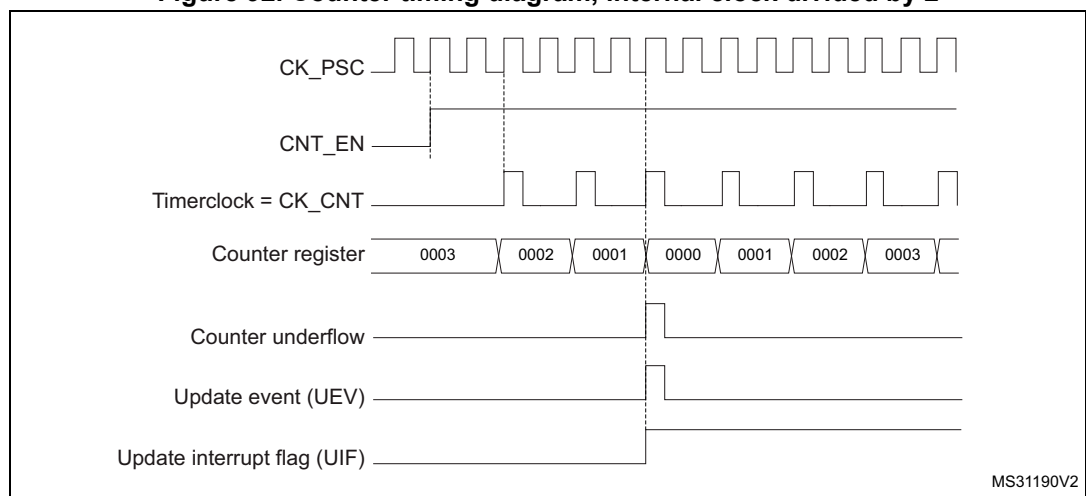 Figure 92. Counter timing diagram, internal clock divided by 2
CK_PSC
CNT_EN
Timerclock = CK_CNT
Counter register
0003 0002 0001 0000 0001 0002 0003
Counter underflow
Update event (UEV)
Update interrupt flag (UIF)
MS31190V2